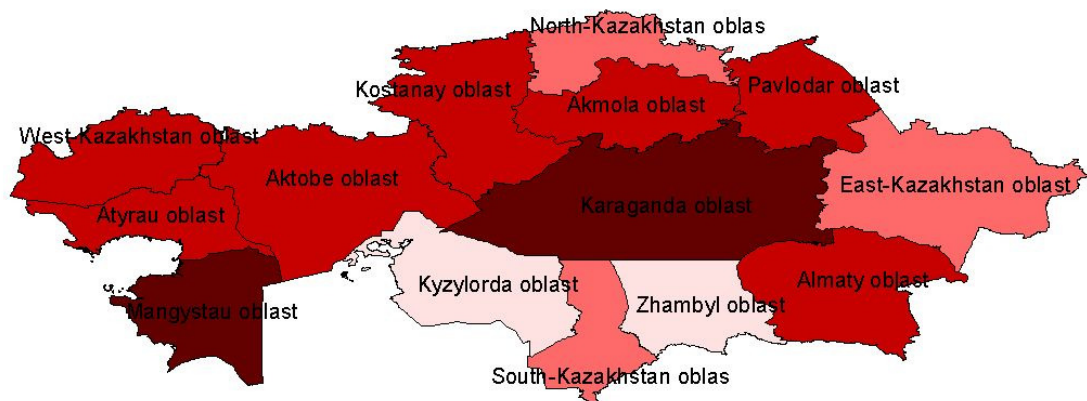 North-Kazakhstan oblas
Kostanay oblast
Akmola oblast
Pavlodar oblast
West-Kazakhstan oblast
Aktobe oblast
East-Kazakhstan oblast
Karaganda oblast
Atyrau oblast
Kyzylorda oblast
Almaty oblast
Zhambyl oblast
Mangystau oblast
South-Kazakhstan oblas